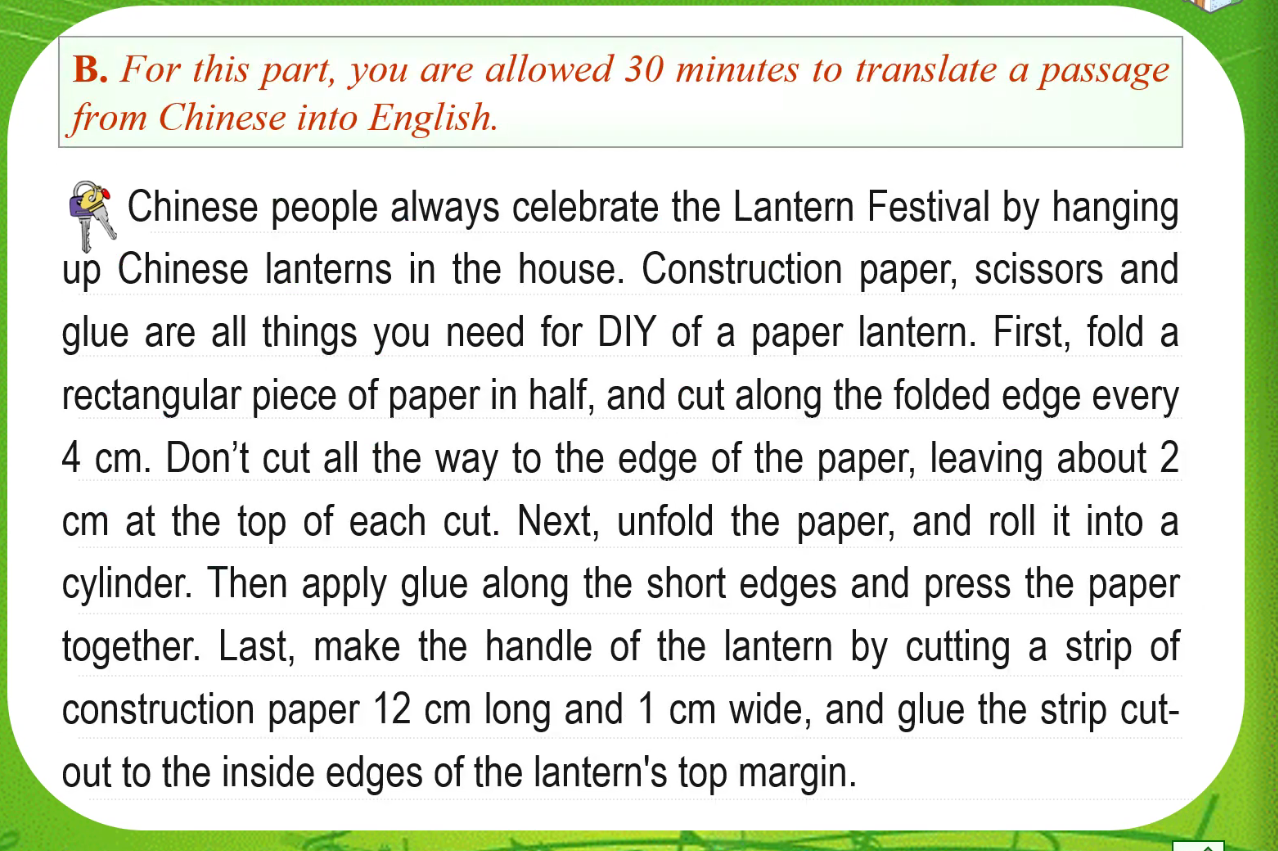 B. For this part, you are allowed 30 minutes to translate a passage
from Chinese into English.
Chinese people always celebrate the Lantern Festival by hanging
up Chinese lanterns in the house. Construction paper, scissors and
glue are all things you need for DIY of a paper lantern. First, fold a
rectangular piece of paper in half, and cut along the folded edge every
4 cm. Don’t cut all the way to the edge of the paper, leaving about 2
cm at the top of each cut. Next, unfold the paper, and roll it into a
cylinder. Then apply glue along the short edges and press the paper
together. Last, make the handle of the lantern by cutting a strip of
construction paper 12 cm long and 1 cm wide, and glue the strip cut-
out to the inside edges of the lantern's top margin.